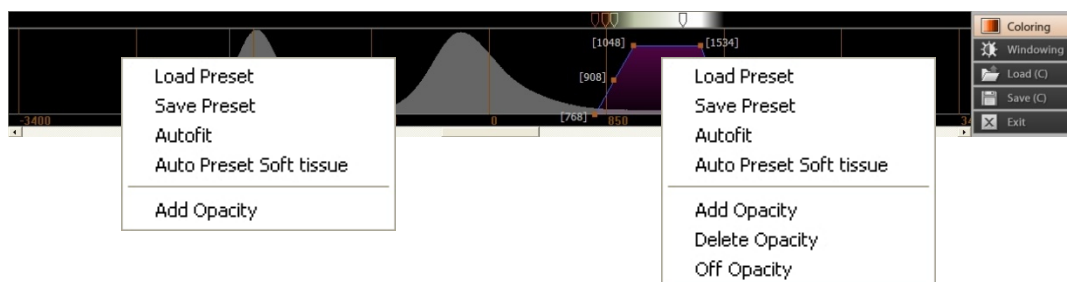 [1048]
[1534]
[908]
[768]
-3400
0
850
Coloring
Windowing
Load (C)
Save (C)
Exit
Load Preset
Save Preset
Autofit
Auto Preset Soft tissue
Add Opacity
Load Preset
Save Preset
Autofit
Auto Preset Soft tissue
Add Opacity
Delete Opacity
Off Opacity